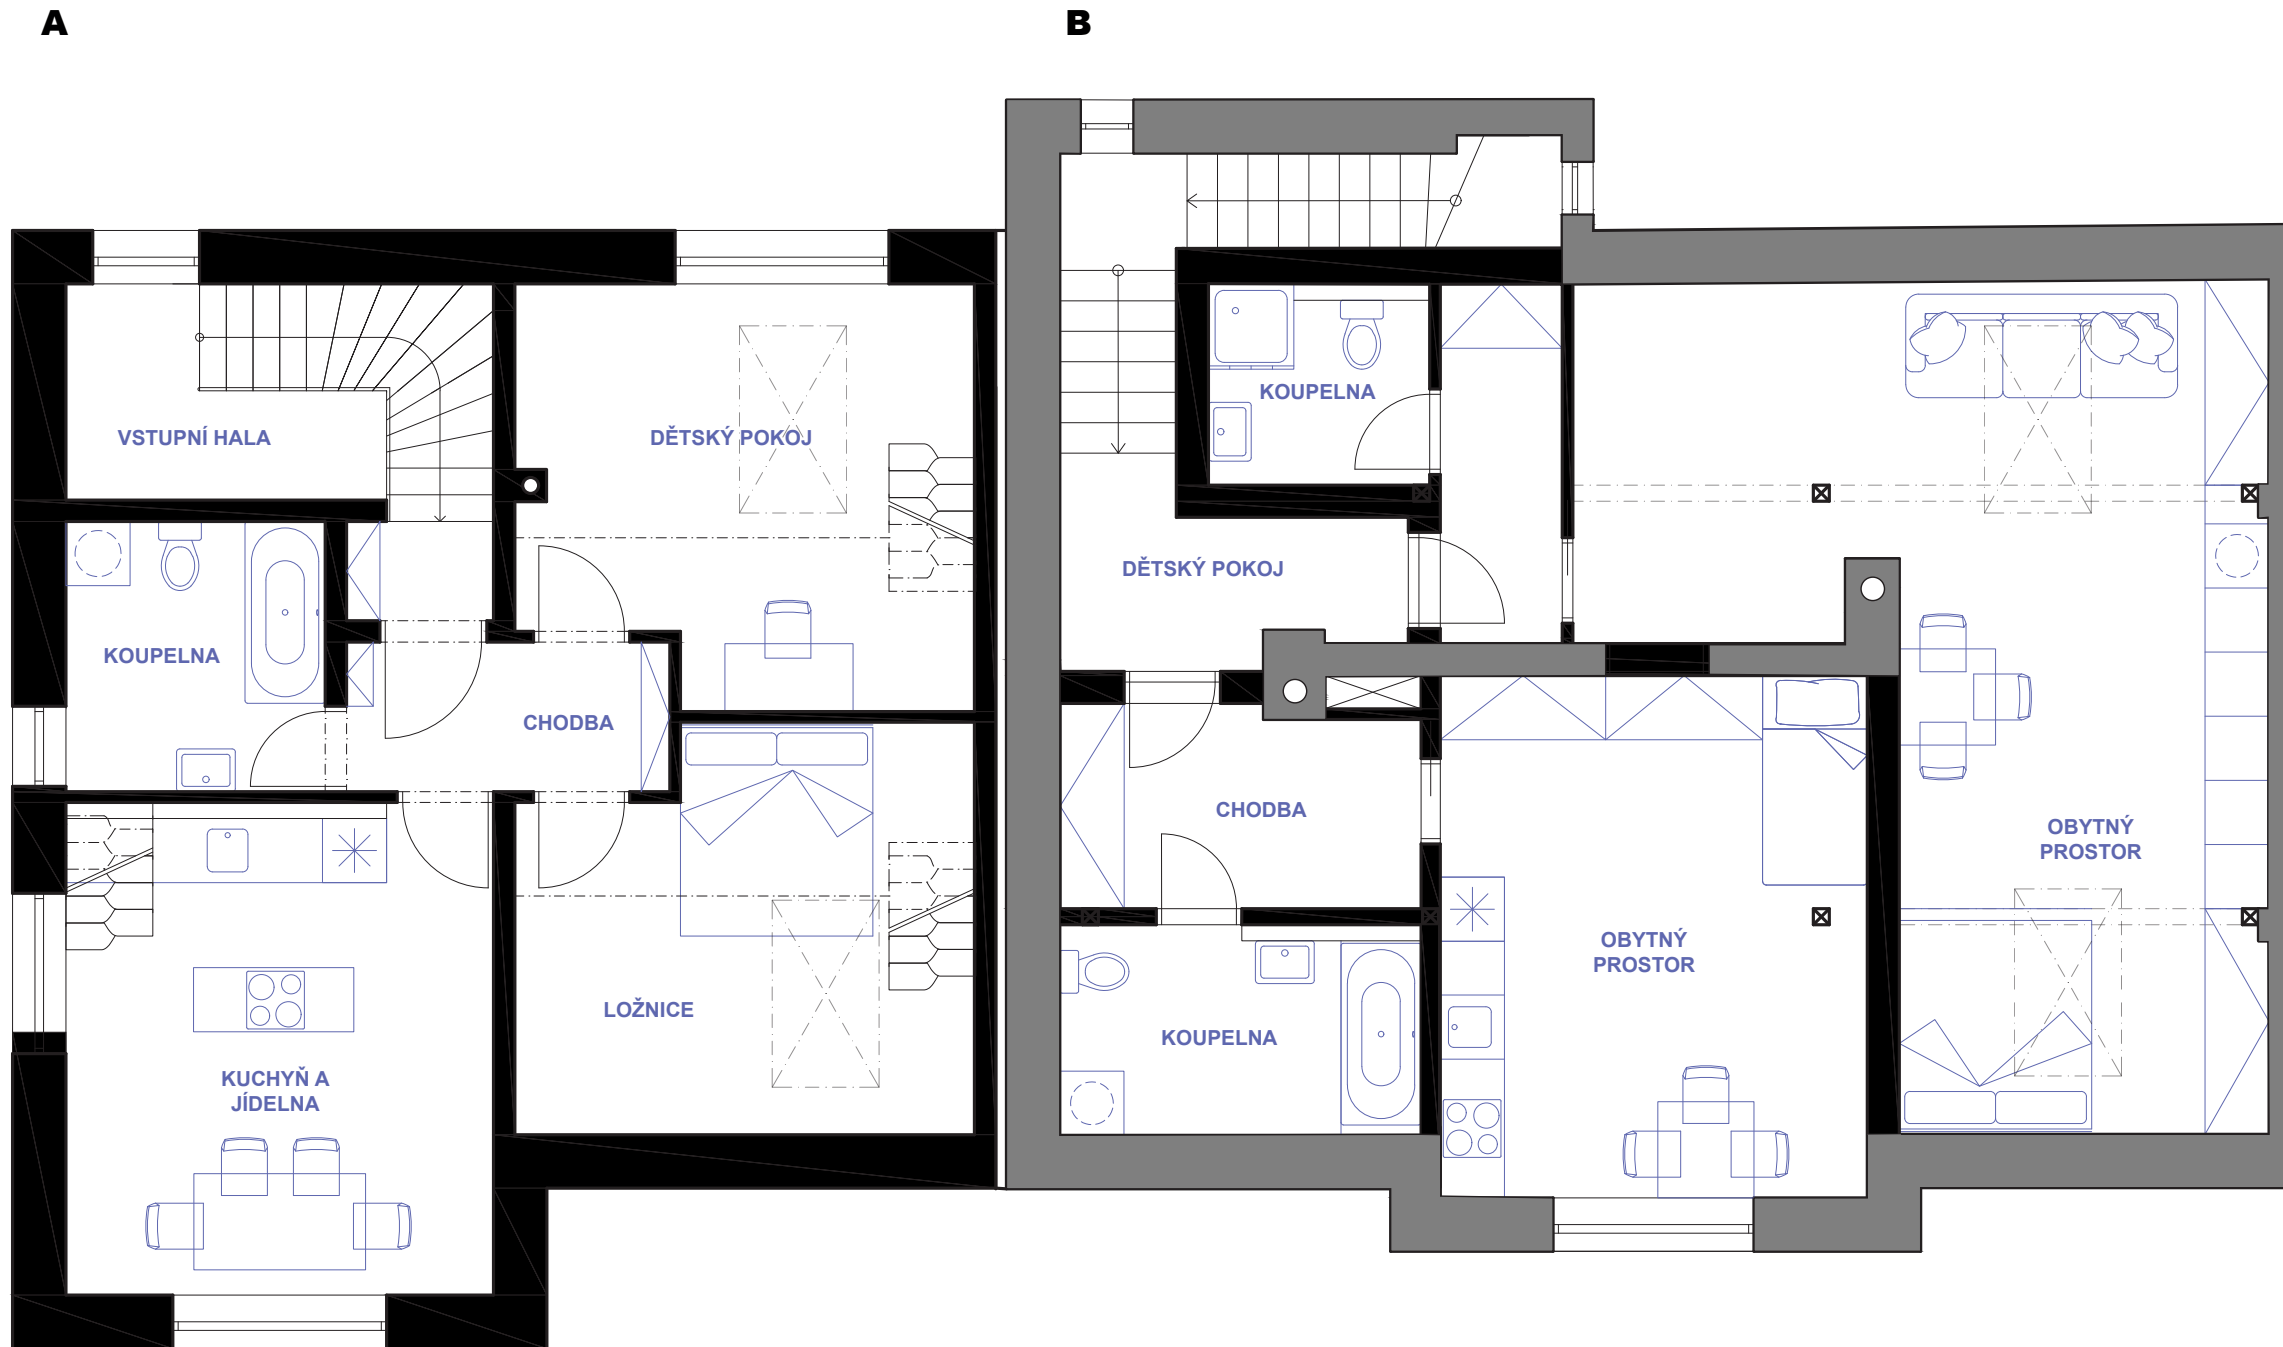 A
B
VSTUPNÍ HALA
DĚTSKÝ POKOJ
KOUPELNA
CHODBA
LOŽNICE
KUCHYŇ A
JÍDELNA
KOUPELNA
DĚTSKÝ POKOJ
CHODBA
KOUPELNA
OBYTNÝ
PROSTOR
OBYTNÝ
PROSTOR